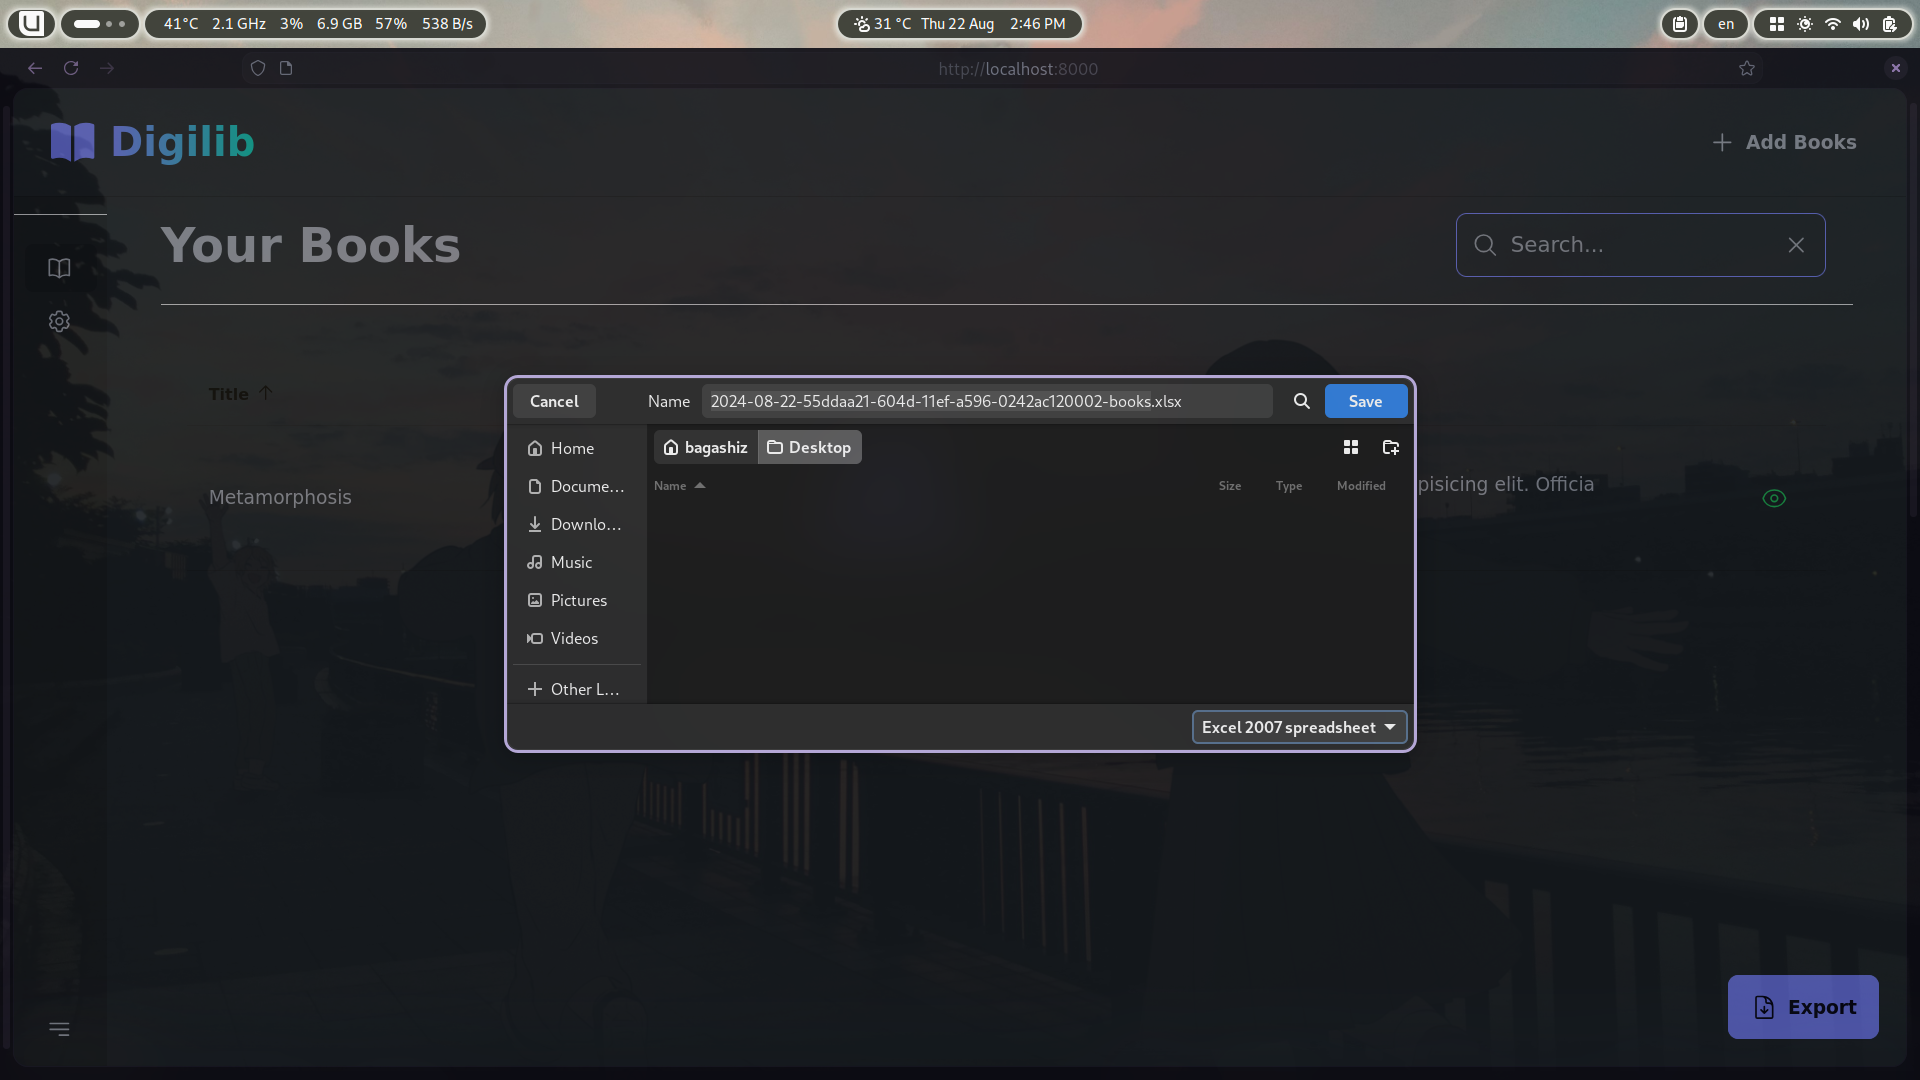 41°C 2.1 GHz 3% 6.9 GB 57% 538 B/s
31 °C Thu 22 Aug 2:46 PM
en
http://localhost:8000
Digilib
Add Books
Your Books
Search...
Title
Cancel
Name
2024-08-22-55ddaa21-604d-11ef-a596-0242ac120002-books.xlsx
Save
Home
bagashiz
Desktop
Docume...
Name
Size
Type
Modified
Metamorphosis
pisicing elit. Officia
Downlo...
Music
Pictures
Videos
Other L...
Excel 2007 spreadsheet
Export